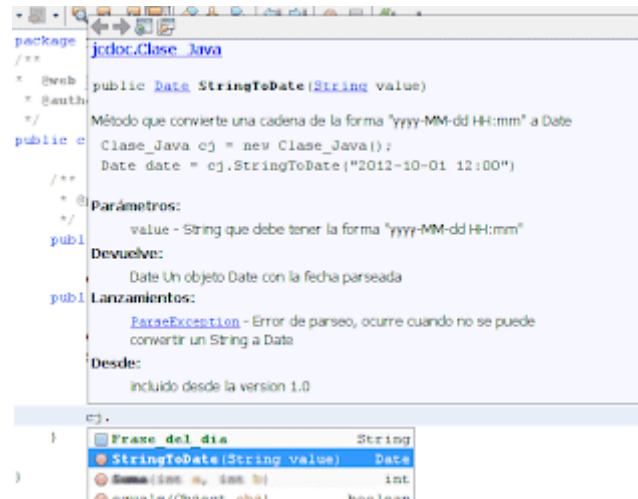 package
jcdoc.Clase_Java
/**
* @web
public Date StringToDate(String value)
* @auth
*/
Método que convierte una cadena de la forma "yyyy-MM-dd HH:mm" a Date
public c
Clase_Java cj = new Clase_Java();
Date date = cj.StringToDate("2012-10-01 12:00")
/**
* @
Parámetros:
*/
value - String que debe tener la forma "yyyy-MM-dd HH:mm"
publ
Devuelve:
Date Un objeto Date con la fecha parseada
publ
Lanzamientos:
ParseException - Error de parseo, ocurre cuando no se puede
convertir un String a Date
Desde:
incluido desde la version 1.0
cj.
}
Frase_del_dia String
StringToDate(String value) Date
Suma(int a, int b) int
}
equals(Object obj) boolean